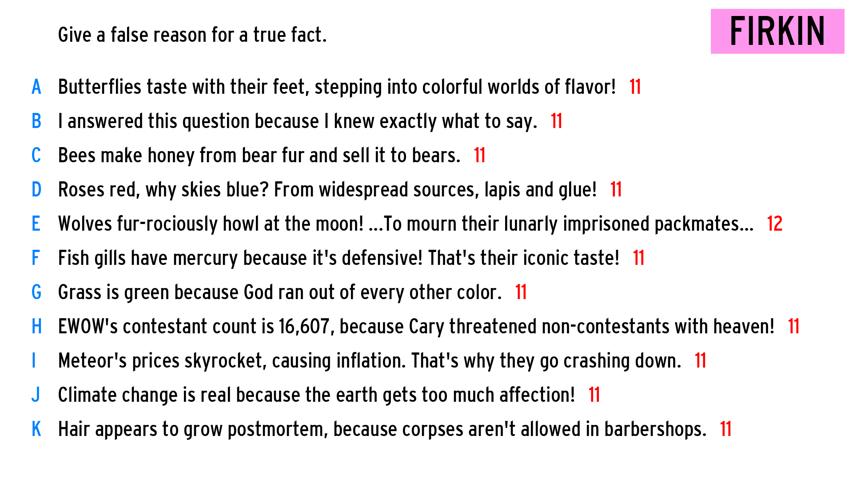 Give a false reason for a true fact.
FIRKIN
A Butterflies taste with their feet, stepping into colorful worlds of flavor! 11
B I answered this question because I knew exactly what to say. 11
C Bees make honey from bear fur and sell it to bears. 11
D Roses red, why skies blue? From widespread sources, lapis and glue! 11
E Wolves fur-rociously howl at the moon! ...To mourn their lunarly imprisoned packmates... 12
F Fish gills have mercury because it's defensive! That's their iconic taste! 11
G Grass is green because God ran out of every other color. 11
H EWOW's contestant count is 16,607, because Cary threatened non-contestants with heaven! 11
I Meteor's prices skyrocket, causing inflation. That's why they go crashing down. 11
J Climate change is real because the earth gets too much affection! 11
K Hair appears to grow postmortem, because corpses aren't allowed in barbershops. 11